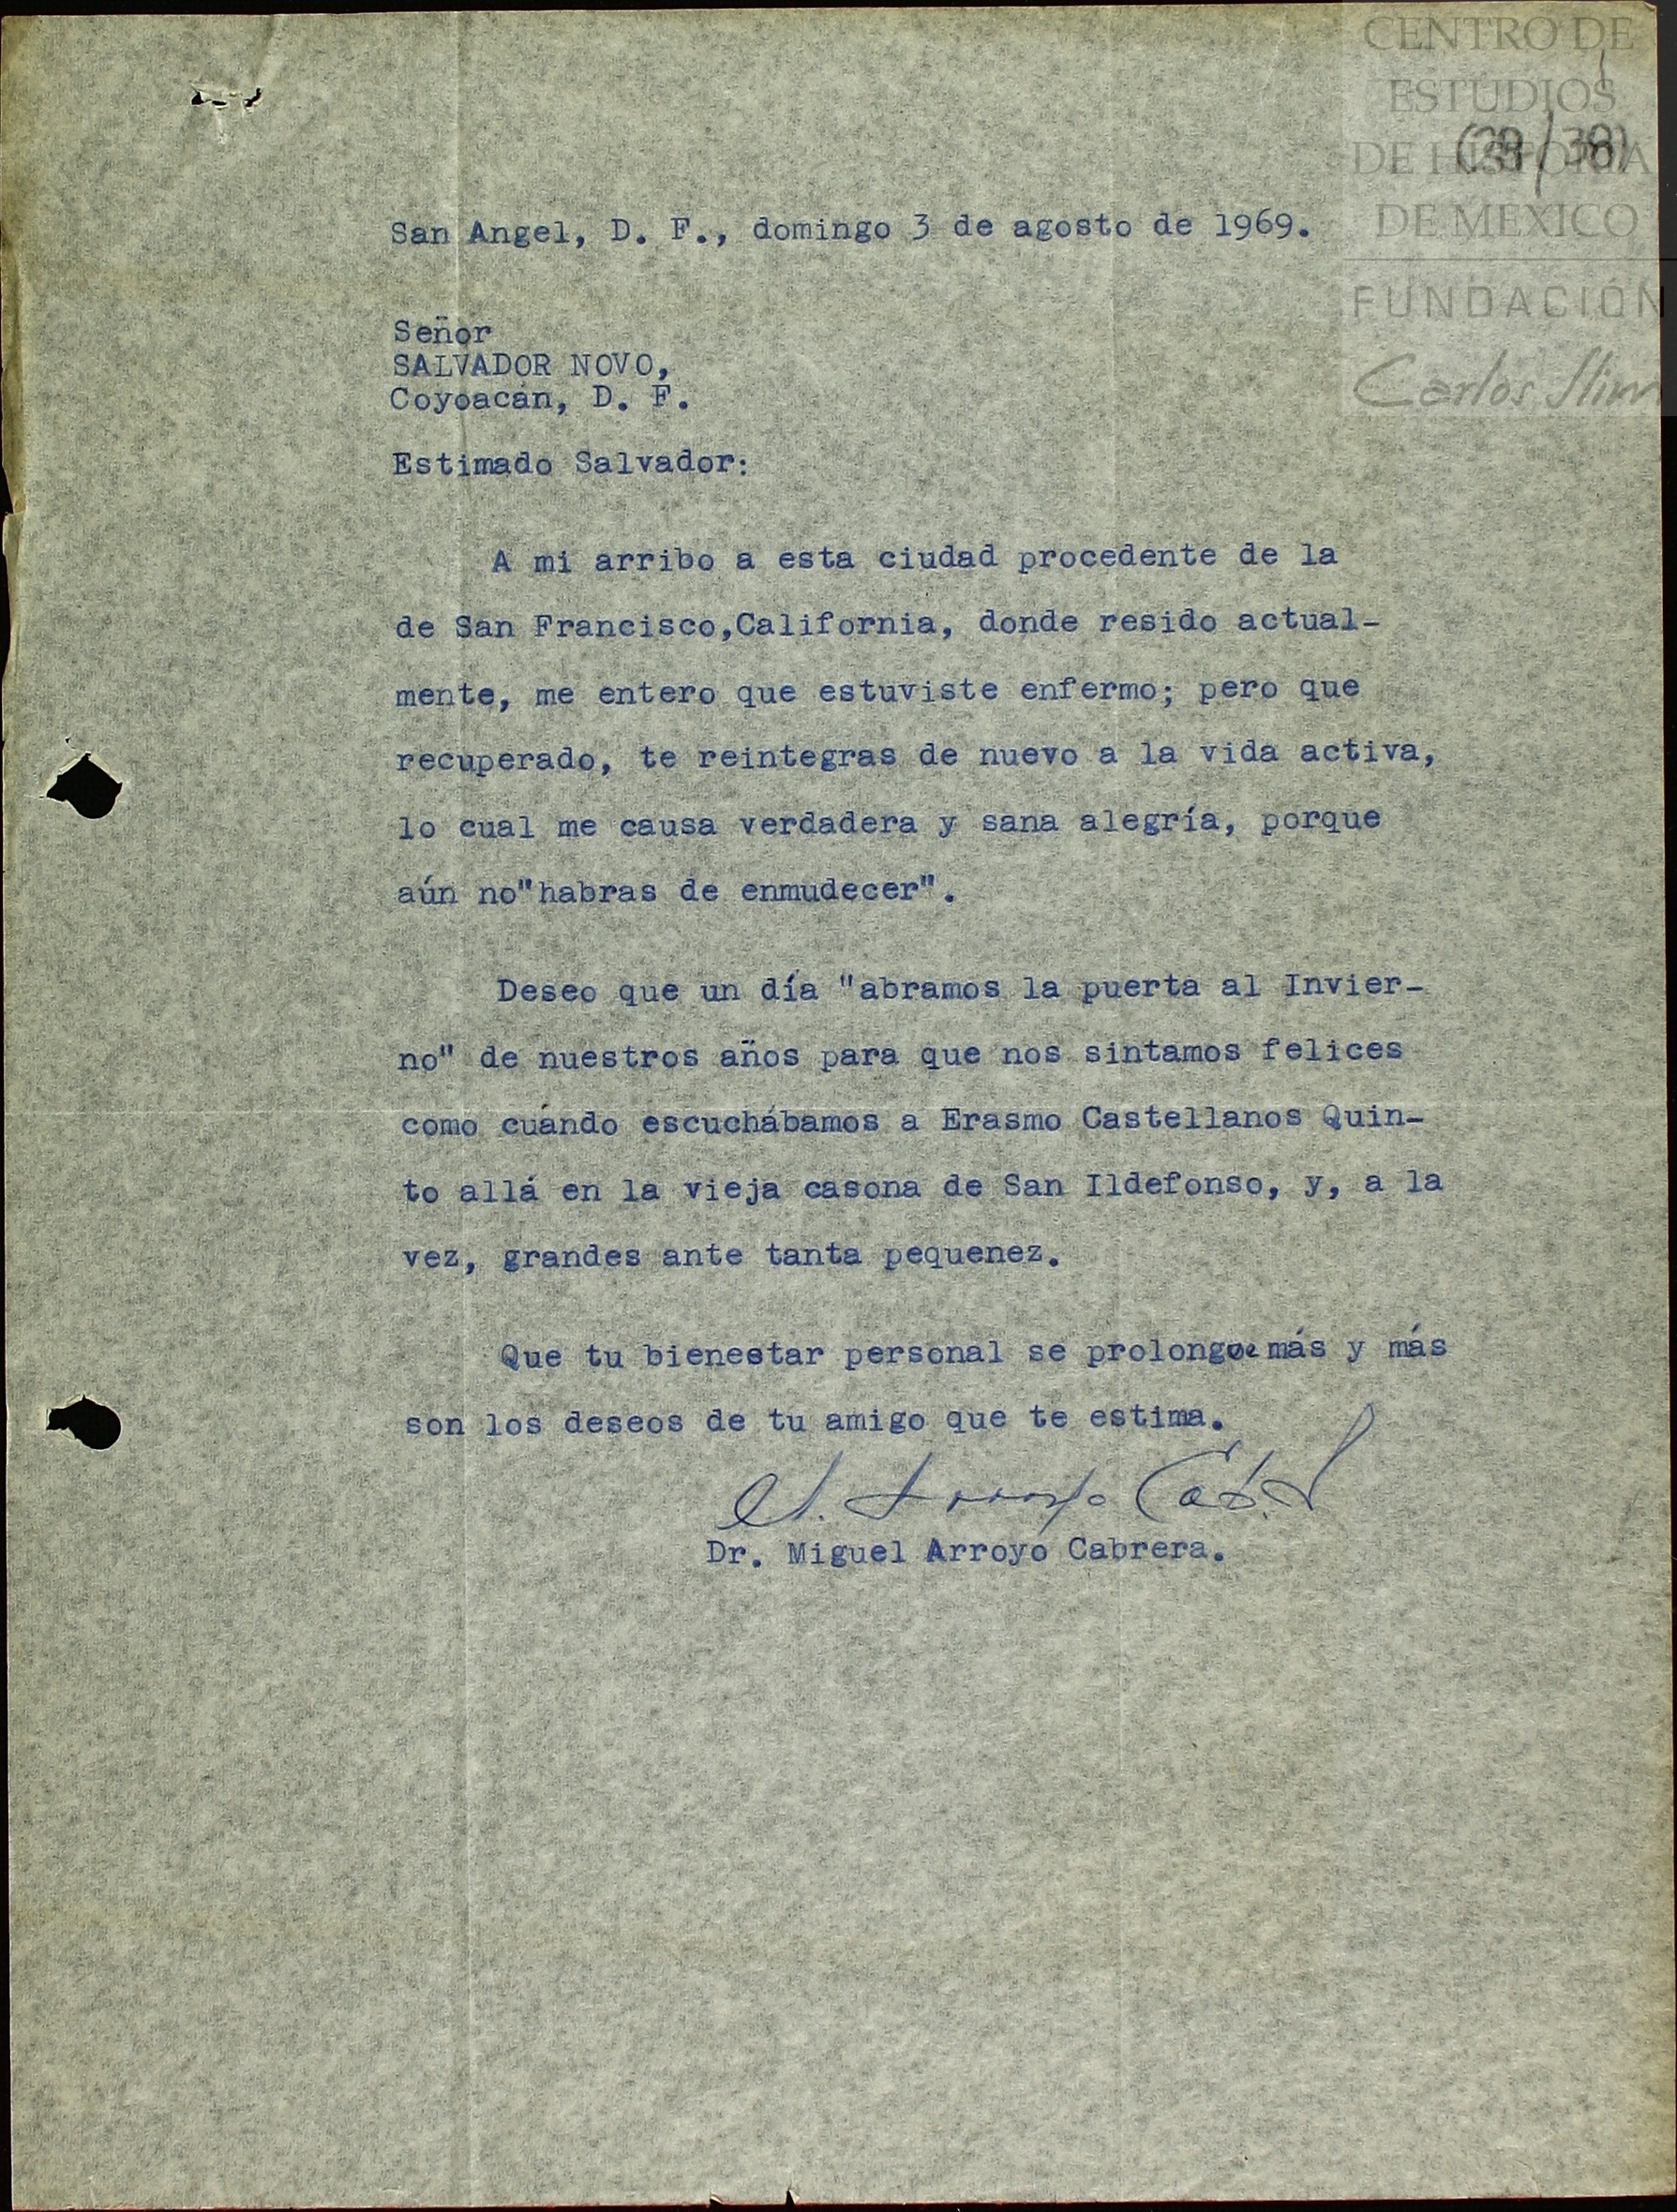 CENTRO DE
ESTUDIOS
DE HISTORIA
DE MEXICO
FUNDACIÓN
Carlos Slim
San Angel, D. F., domingo 3 de agosto de 1969.
Señor
SALVADOR NOVO,
Coyoacán, D. F.
Estimado Salvador:
A mi arribo a esta ciudad procedente de la
de San Francisco,California, donde resido actual-
mente, me entero que estuviste enfermo; pero que
recuperado, te reintegras de nuevo a la vida activa,
lo cual me causa verdadera y sana alegría, porque
aún no"habras de enmudecer".
Deseo que un día "abramos la puerta al Invier-
no" de nuestros años para que nos sintamos felices
como cuándo escuchábamos a Erasmo Castellanos Quin-
to allá en la vieja casona de San Ildefonso, y, a la
vez, grandes ante tanta pequenez.
Que tu bienestar personal se prolongue más y más
son los deseos de tu amigo que te estima.
Dr. Miguel Arroyo Cabrera.